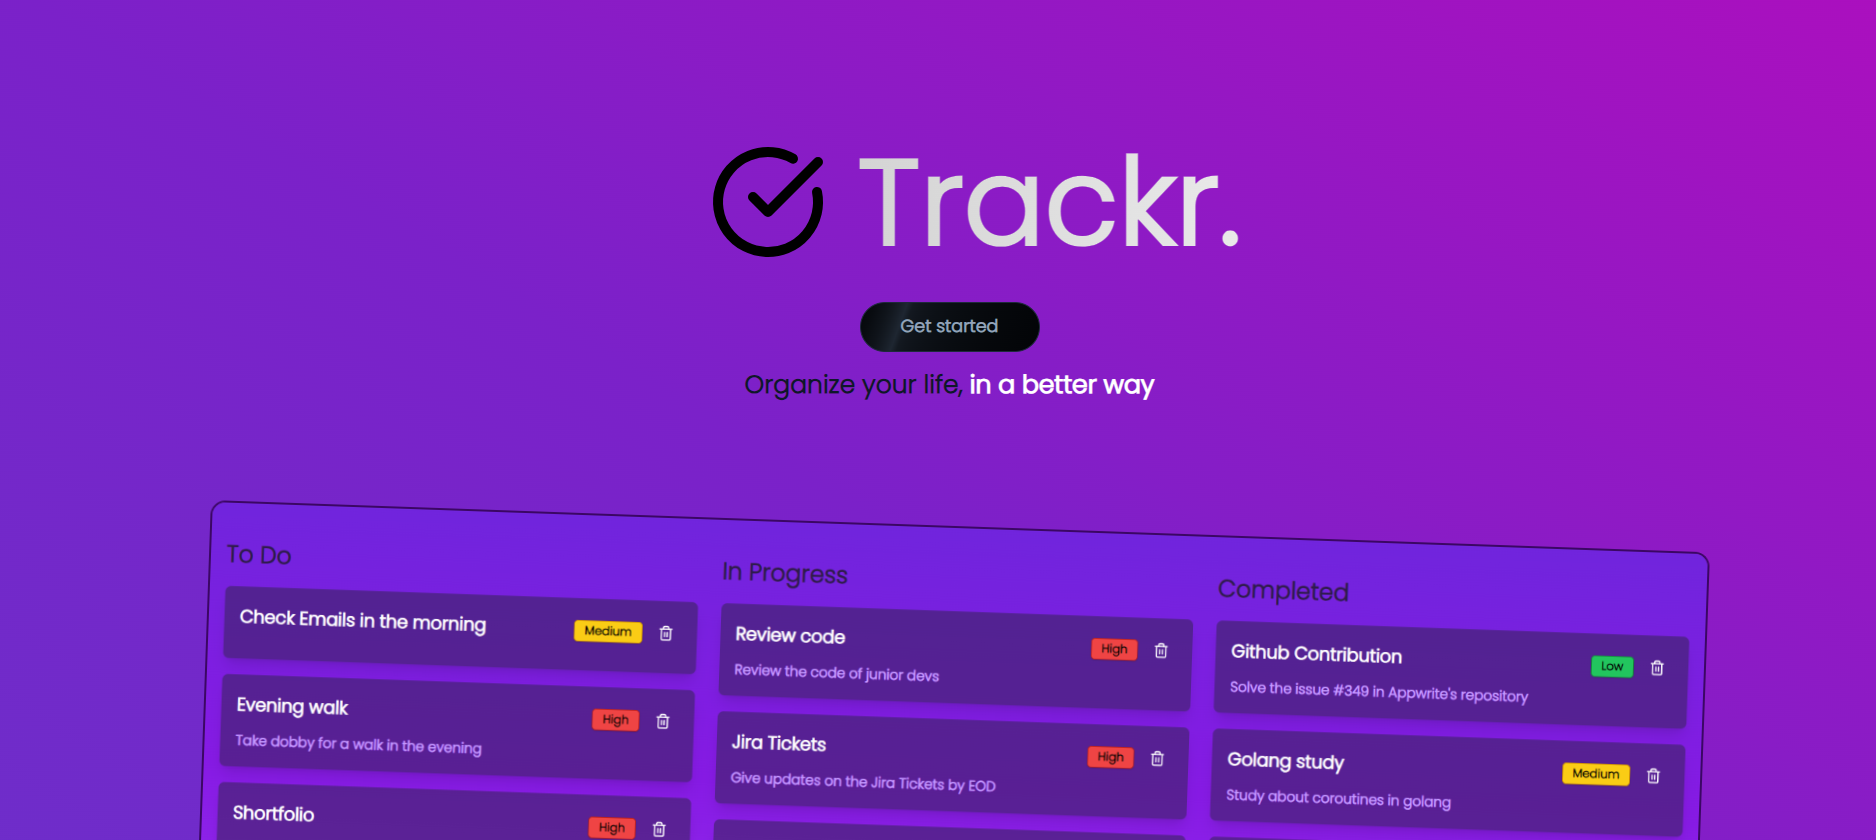 Trackr.
Get started
Organize your life, in a better way
To Do
Check Emails in the morning
Medium
Evening walk
High
Take dobby for a walk in the evening
Shortfolio
High
In Progress
Review code
High
Review the code of junior devs
Jira Tickets
High
Give updates on the Jira Tickets by EOD
Completed
Github Contribution
Low
Solve the issue #349 in Appwrite's repository
Golang study
Medium
Study about coroutines in golang